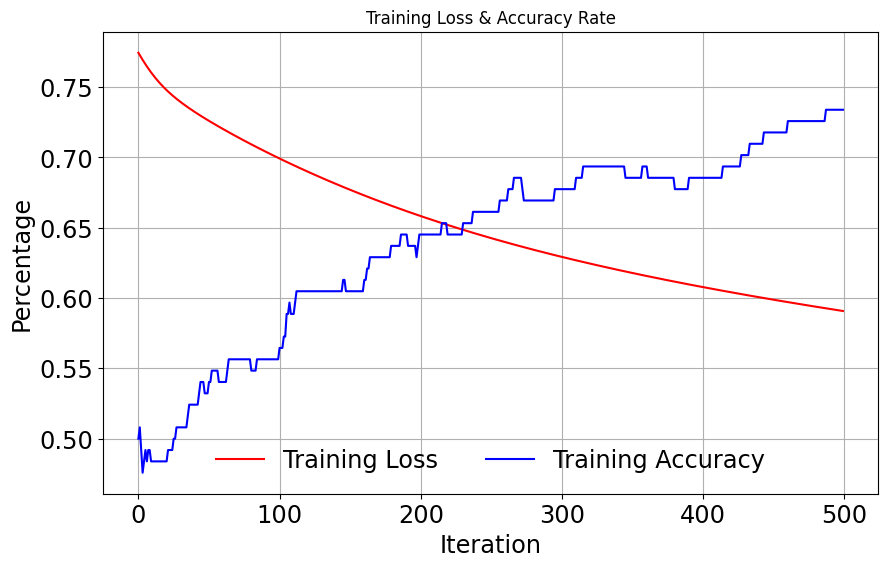 Training Loss & Accuracy Rate
0.75
0.70
0.65
0.60
0.55
0.50
Percentage
Training Loss
Training Accuracy
0 100 200 300 400 500
Iteration